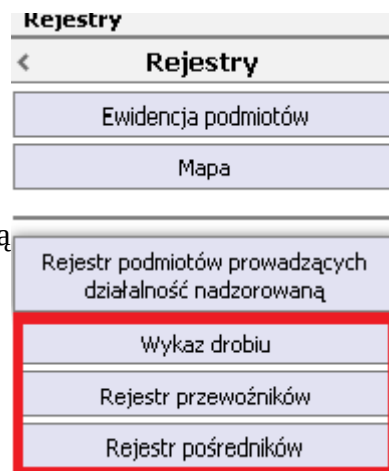 Rejestry
< Rejestry
Ewidencja podmiotów
Mapa
ą
Rejestr podmiotów prowadzących
działalność nadzorowaną
Wykaz drobiu
Rejestr przewoźników
Rejestr pośredników